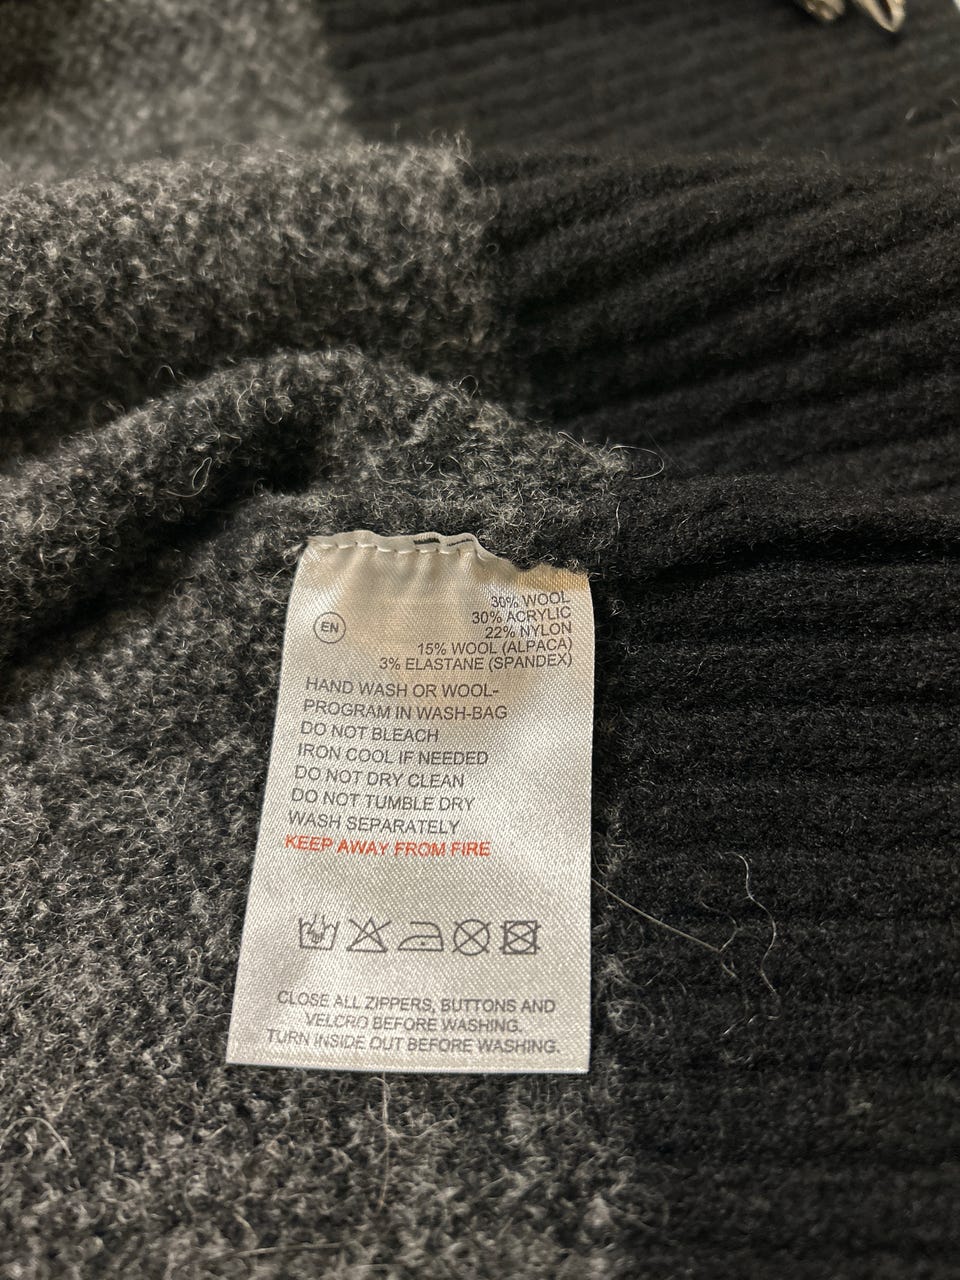 EN
30% WOOL
30% ACRYLIC
22% NYLON
15% WOOL (ALPACA)
3% ELASTANE (SPANDEX)
HAND WASH OR WOOL-
PROGRAM IN WASH-BAG
DO NOT BLEACH
IRON COOL IF NEEDED
DO NOT DRY CLEAN
DO NOT TUMBLE DRY
WASH SEPARATELY
KEEP AWAY FROM FIRE
CLOSE ALL ZIPPERS, BUTTONS AND
VELCRO BEFORE WASHING.
TURN INSIDE OUT BEFORE WASHING.